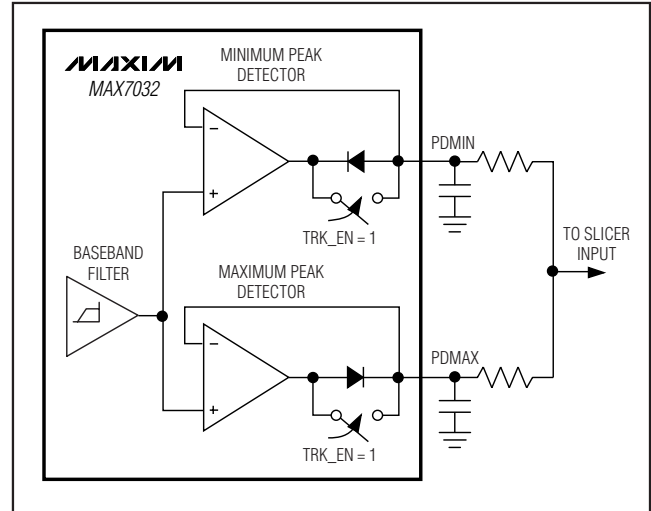 MAXIM
MAX7032
MINIMUM PEAK
DETECTOR
−
+
PDMIN
TRK_EN = 1
TO SLICER
INPUT
BASEBAND
FILTER
MAXIMUM PEAK
DETECTOR
−
+
PDMAX
TRK_EN = 1